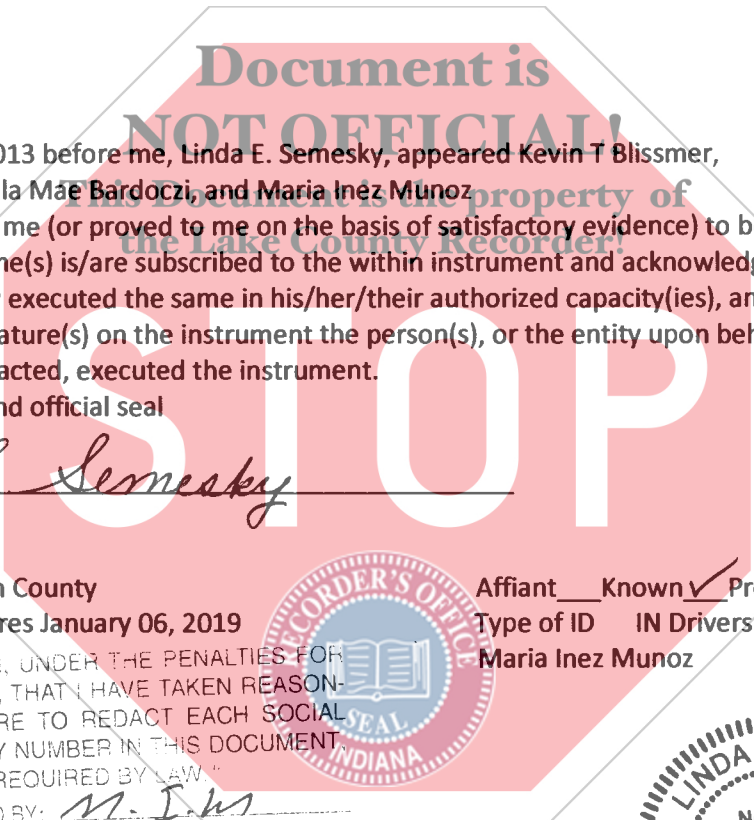 Document is
NOT OFFICIAL!
This Document is the property of
the Lake County Recorder!
STOP
013 before me, Linda E. Semesky, appeared Kevin T Blissmer,
la Mae Bardoczi, and Maria Inez Munoz
me (or proved to me on the basis of satisfactory evidence) to b
ne(s) is/are subscribed to the within instrument and acknowledg
executed the same in his/her/their authorized capacity(ies), an
ature(s) on the instrument the person(s), or the entity upon beh
acted, executed the instrument.
nd official seal
Semesky
n County
res January 06, 2019
Affiant___Known___Pr
Type of ID IN Drivers
Maria Inez Munoz
, UNDER THE PENALTIES FOR
, THAT I HAVE TAKEN REASON-
RE TO REDACT EACH SOCIAL
Y NUMBER IN THIS DOCUMENT,
REQUIRED BY LAW."
D BY: M. I. M
RECORDER'S OFFICE
SEAL
INDIANA
LINDA